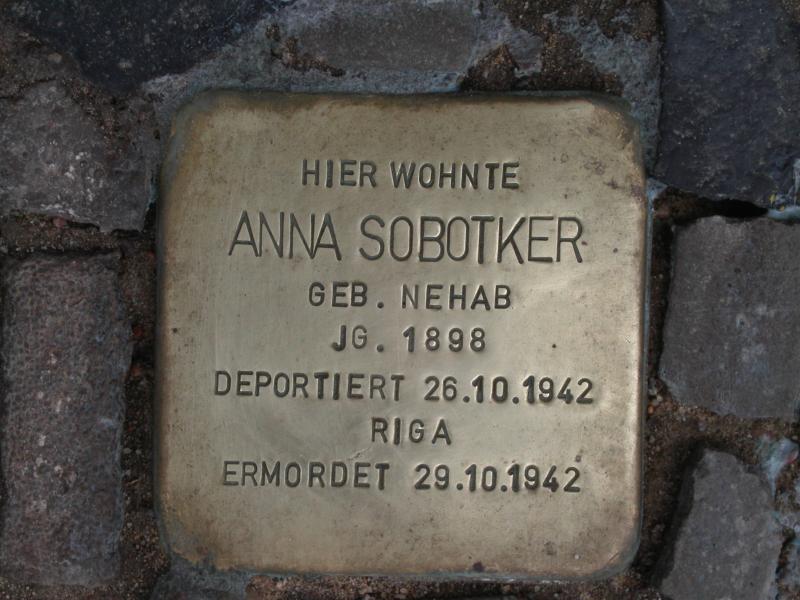 HIER WOHNTE
ANNA SOBOTKER
GEB. NEHAB
JG. 1898
DEPORTIERT 26.10.1942
RIGA
ERMORDET 29.10.1942